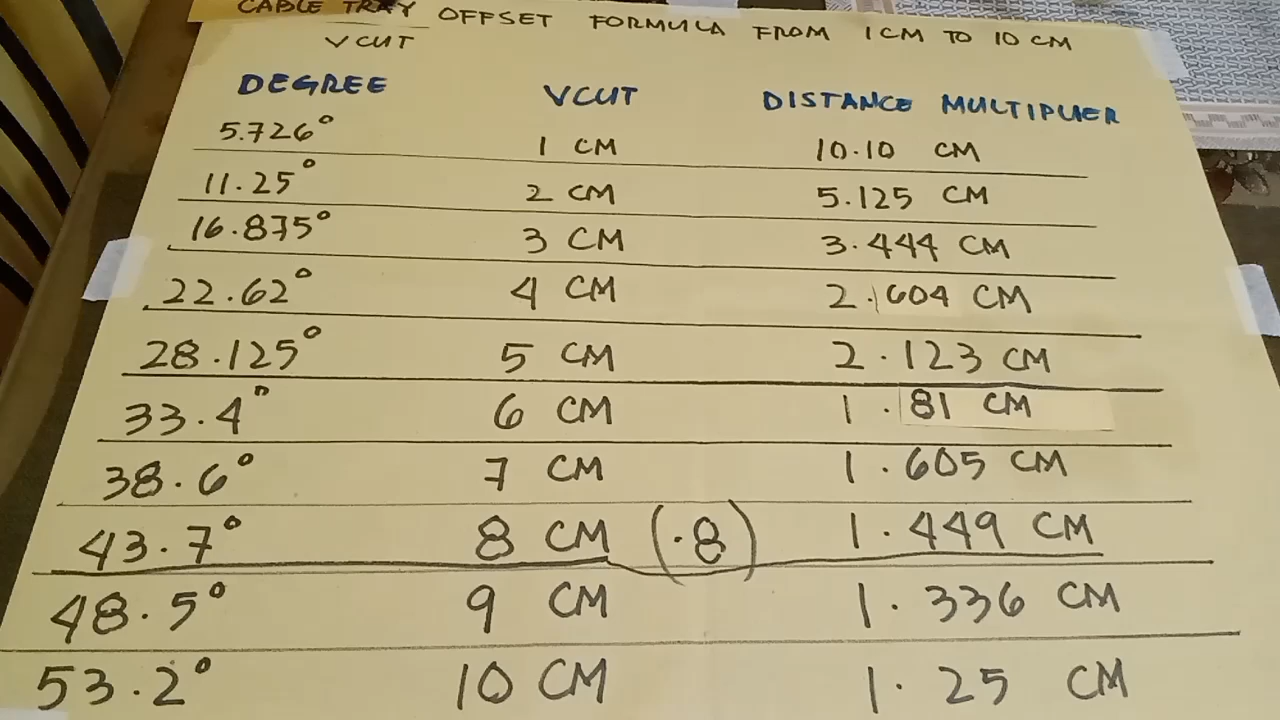 CABLE TRAY OFFSET FORMULA FROM 1 CM TO 10 CM
VCUT
DEGREE VCUT DISTANCE MULTIPLIER
5.726° 1 CM 10.10 CM
11.25° 2 CM 5.125 CM
16.875° 3 CM 3.444 CM
22.62° 4 CM 2.604 CM
28.125° 5 CM 2.123 CM
33.4° 6 CM 1.81 CM
38.6° 7 CM 1.605 CM
43.7° 8 CM (.8) 1.449 CM
48.5° 9 CM 1.336 CM
53.2° 10 CM 1.25 CM